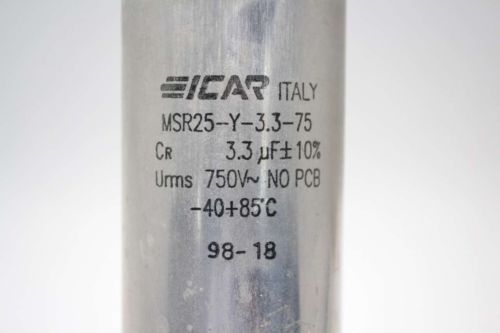 ICAR ITALY
MSR25-Y-3.3-75
CR 3.3 µF±10%
Urms 750V~ NO PCB
-40+85°C
98-18